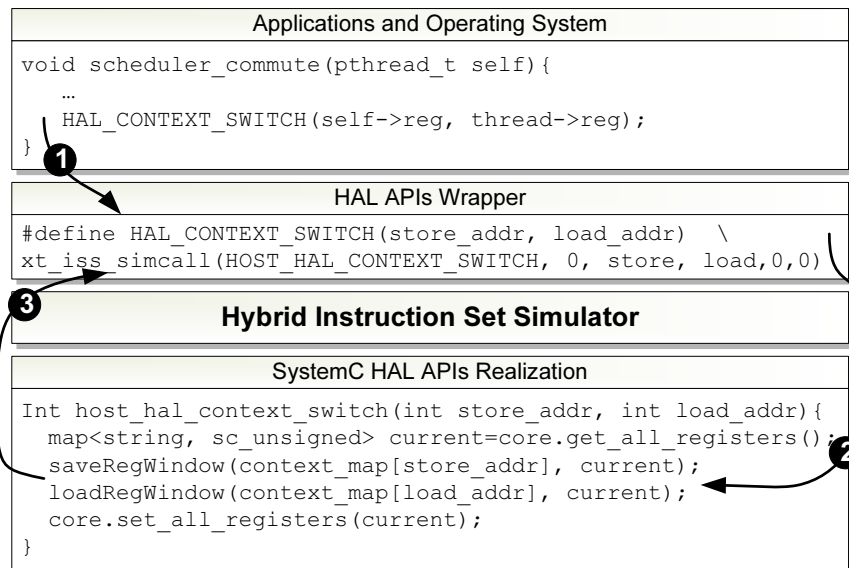 Applications and Operating System
void scheduler_commute(pthread_t self){
…
HAL_CONTEXT_SWITCH(self->reg, thread->reg);
}
1
HAL APIs Wrapper
#define HAL_CONTEXT_SWITCH(store_addr, load_addr) \
xt_iss_simcall(HOST_HAL_CONTEXT_SWITCH, 0, store, load,0,0)
3
Hybrid Instruction Set Simulator
SystemC HAL APIs Realization
Int host_hal_context_switch(int store_addr, int load_addr){
map<string, sc_unsigned> current=core.get_all_registers();
2
saveRegWindow(context_map[store_addr], current);
loadRegWindow(context_map[load_addr], current);
core.set_all_registers(current);
}